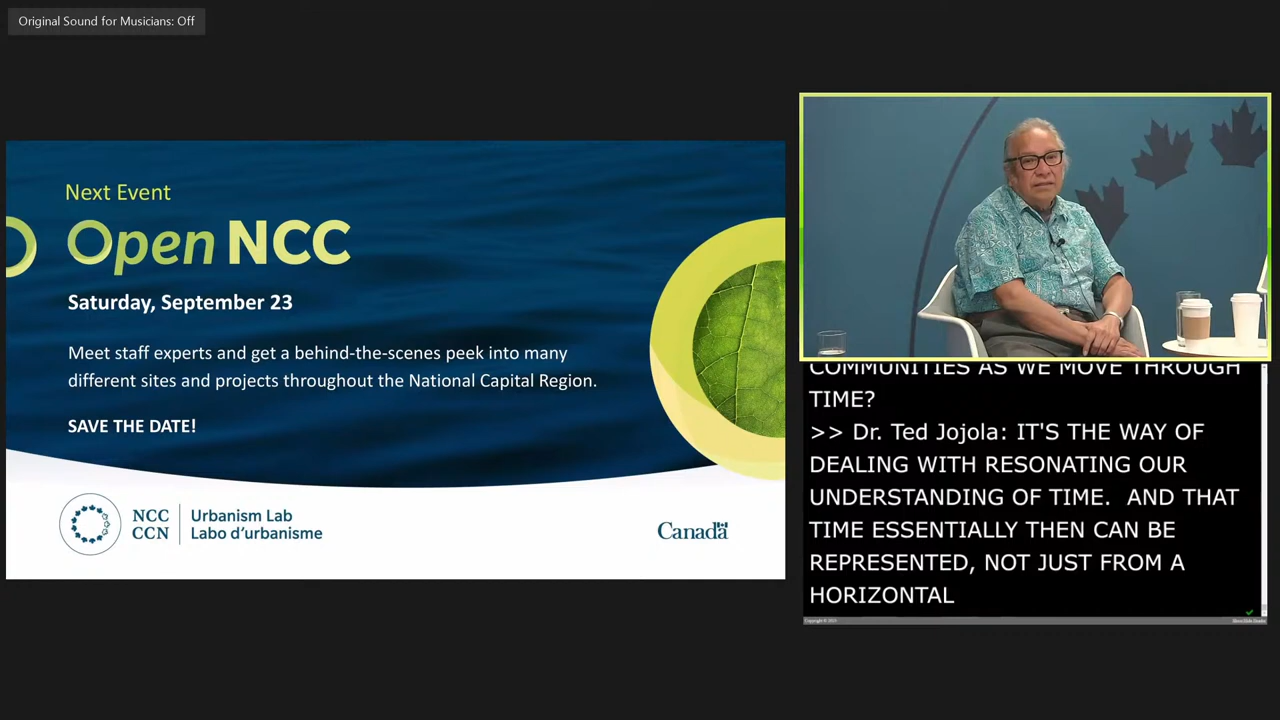 Original Sound for Musicians: Off
Next Event
Open NCC
Saturday, September 23
Meet staff experts and get a behind-the-scenes peek into many
different sites and projects throughout the National Capital Region.
SAVE THE DATE!
NCC
CCN
Urbanism Lab
Labo d'urbanisme
Canada
COMMUNITIES AS WE MOVE THROUGH
TIME?
>> Dr. Ted Jojola: IT'S THE WAY OF
DEALING WITH RESONATING OUR
UNDERSTANDING OF TIME.  AND THAT
TIME ESSENTIALLY THEN CAN BE
REPRESENTED, NOT JUST FROM A
HORIZONTAL